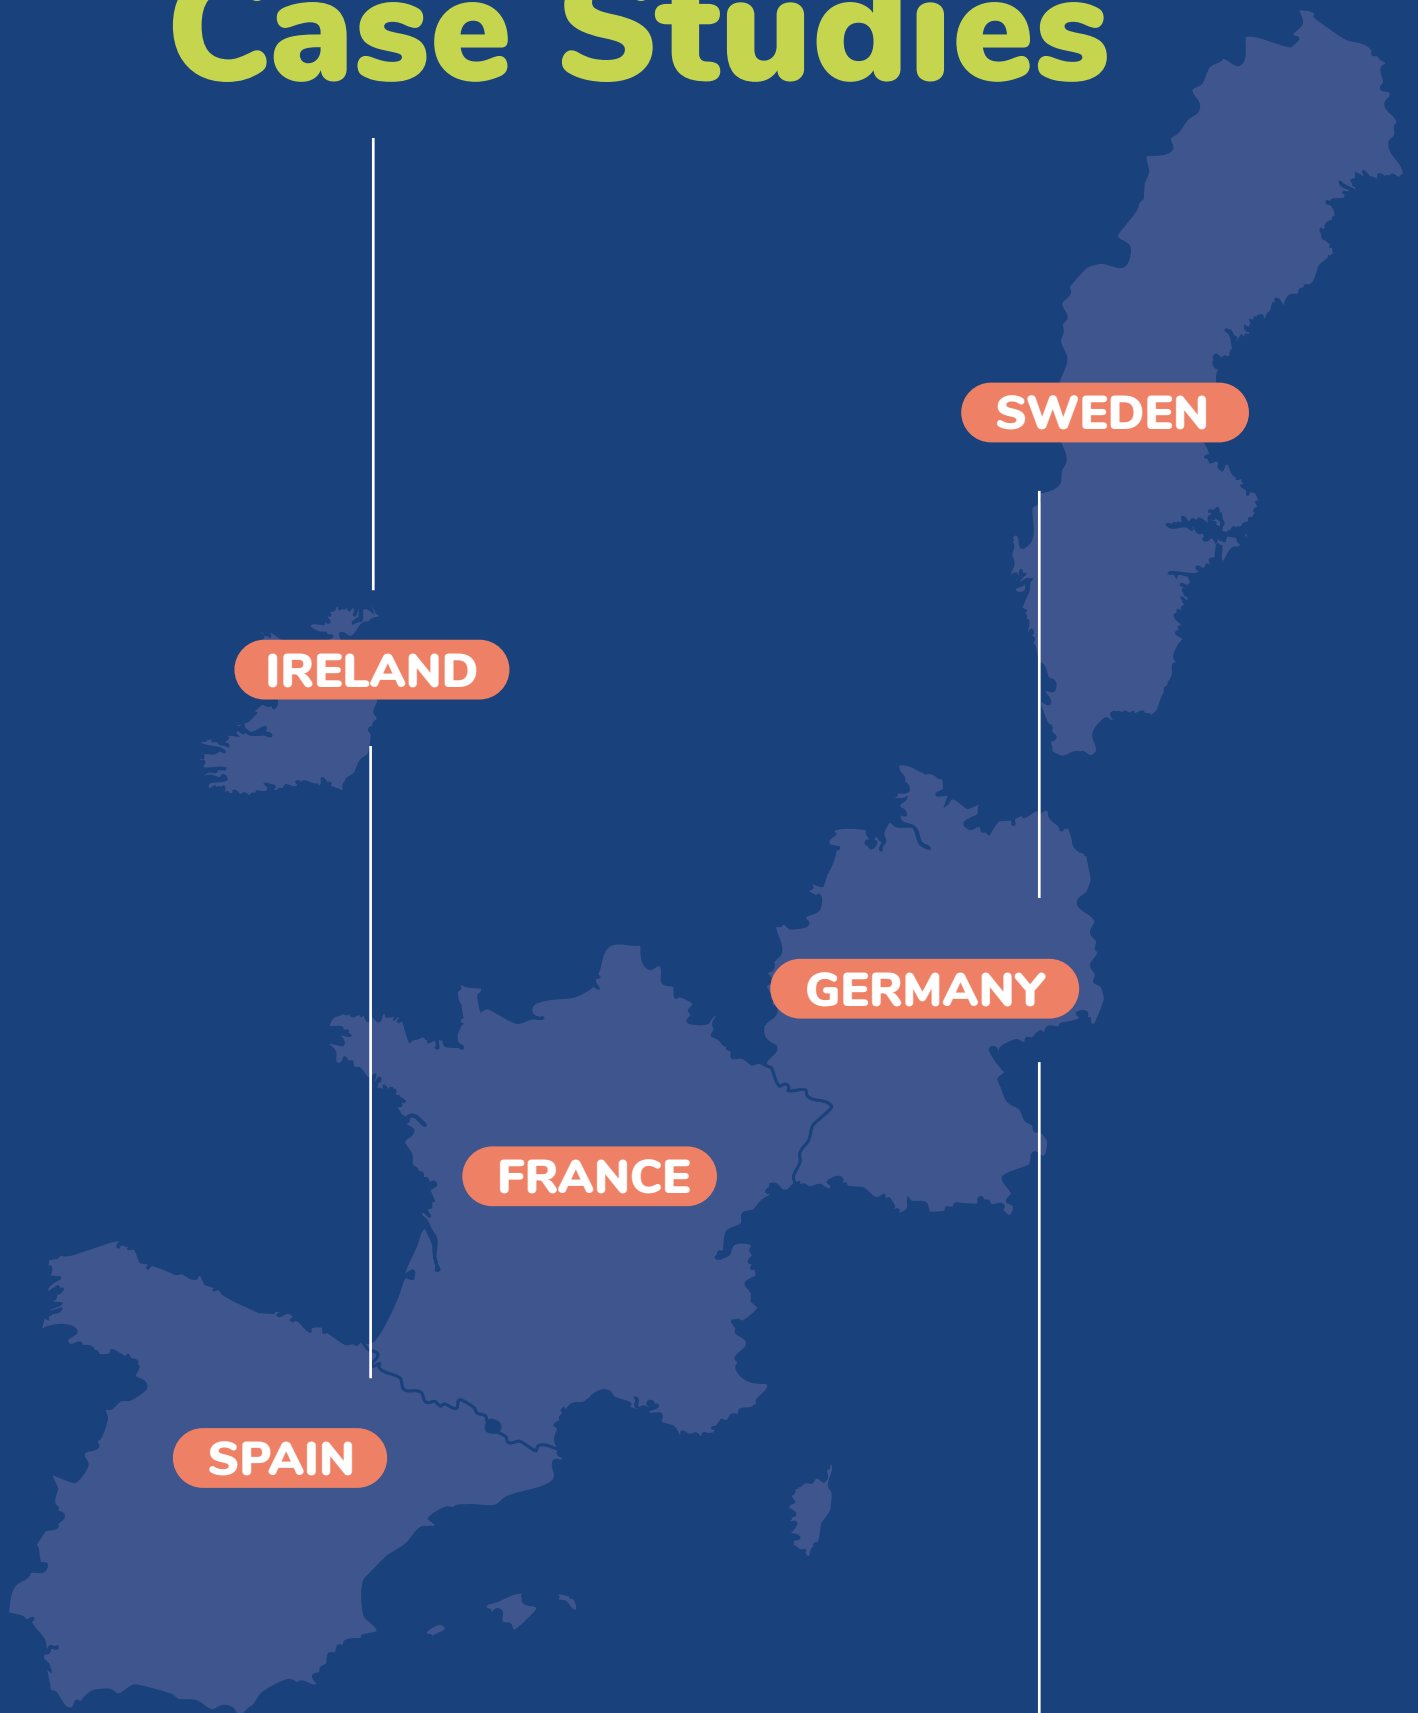 Case Studies
SWEDEN
IRELAND
GERMANY
FRANCE
SPAIN